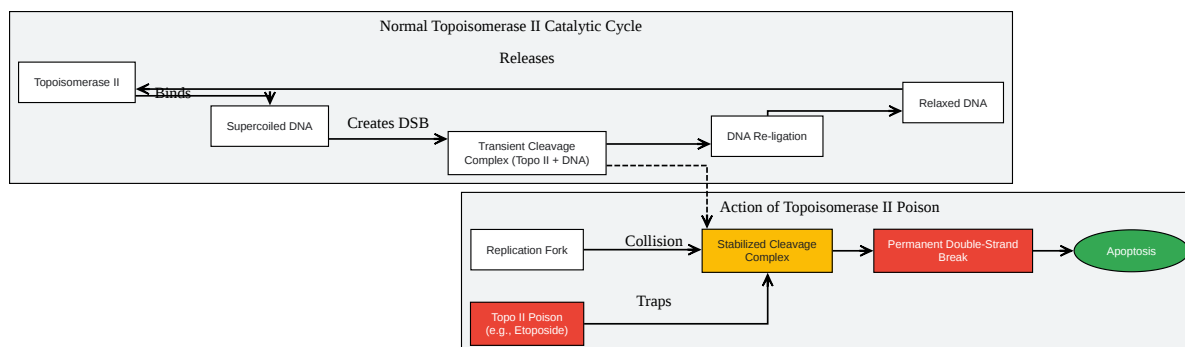 Normal Topoisomerase II Catalytic Cycle
Releases
Topoisomerase II
Binds
Relaxed DNA
Supercoiled DNA
Creates DSB
Transient Cleavage
Complex (Topo II + DNA)
DNA Re-ligation
Action of Topoisomerase II Poison
Replication Fork
Collision
Stabilized Cleavage
Complex
Permanent Double-Strand
Break
Apoptosis
Topo II Poison
(e.g., Etoposide)
Traps